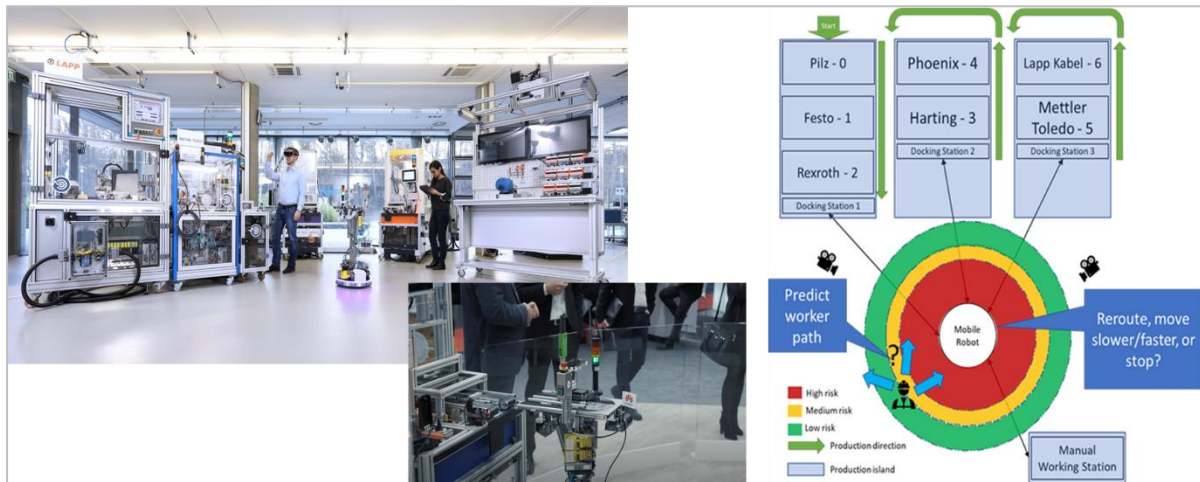 LAPP
Start
Pilz - 0
Festo - 1
Rexroth - 2
Docking Station 1
Phoenix - 4
Harting - 3
Docking Station 2
Lapp Kabel - 6
Mettler
Toledo - 5
Docking Station 3
Predict
worker
path
?
Mobile
Robot
Reroute, move
slower/faster, or
stop?
High risk
Medium risk
Low risk
Production direction
Production island
Manual
Working Station